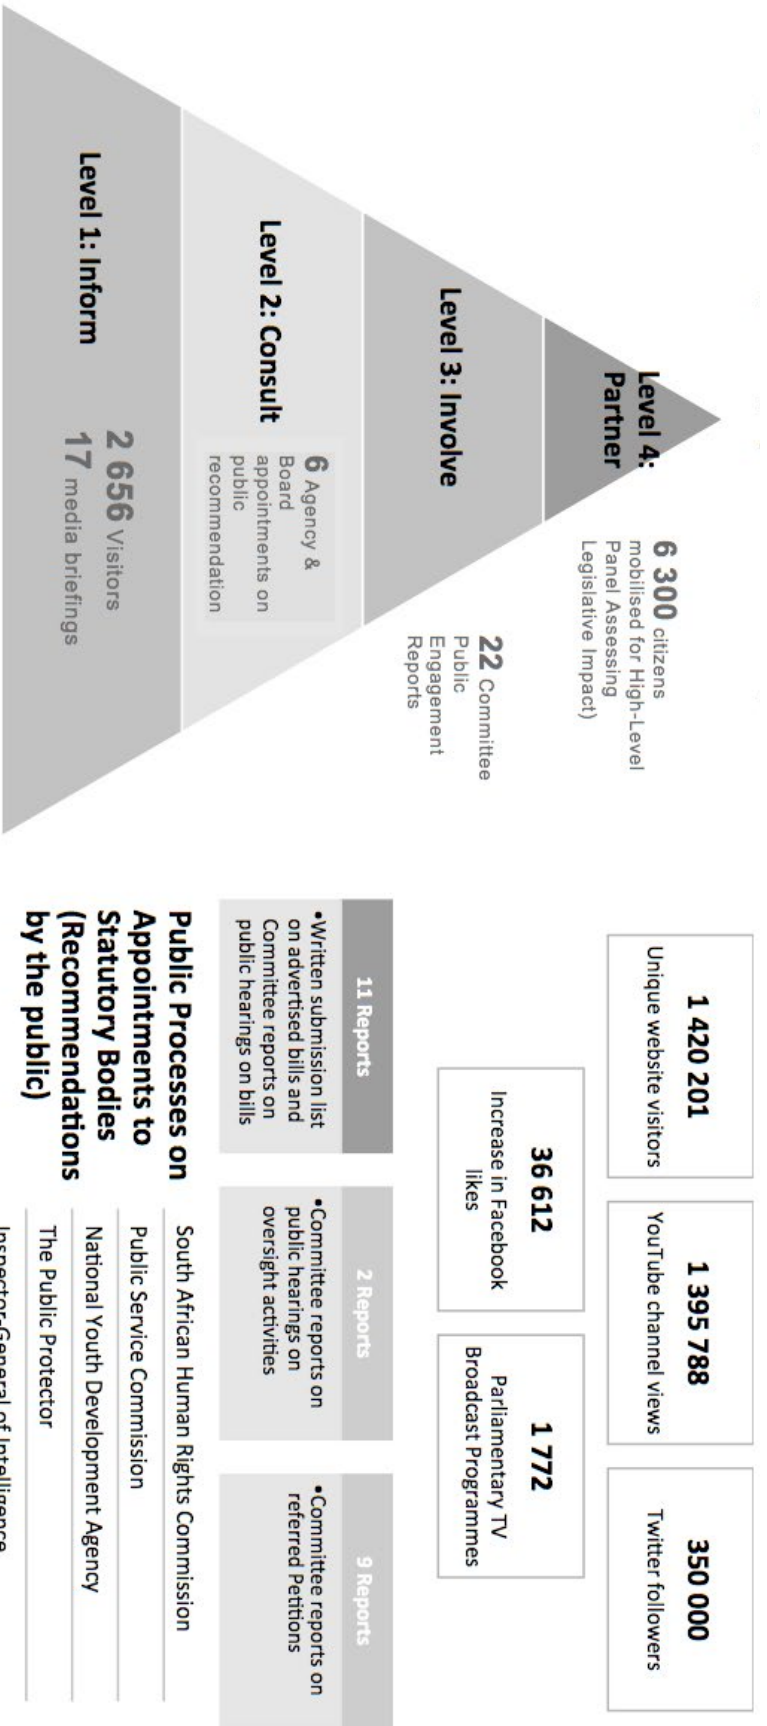 Level 4:
Partner
6 300 citizens
mobilised for High-Level
Panel Assessing
Legislative Impact)
Level 3: Involve
22 Committee
Public
Engagement
Reports
Level 2: Consult
6 Agency &
Board
appointments on
public
recommendation
Level 1: Inform
2 656 Visitors
17 media briefings
1 420 201
Unique website visitors
1 395 788
YouTube channel views
350 000
Twitter followers
36 612
Increase in Facebook
likes
1 772
Parliamentary TV
Broadcast Programmes
11 Reports
•Written submission list
on advertised bills and
Committee reports on
public hearings on bills
2 Reports
•Committee reports on
public hearings on
oversight activities
9 Reports
•Committee reports on
referred Petitions
Public Processes on
Appointments to
Statutory Bodies
(Recommendations
by the public)
South African Human Rights Commission
Public Service Commission
National Youth Development Agency
The Public Protector
Inspector-General of Intelligence